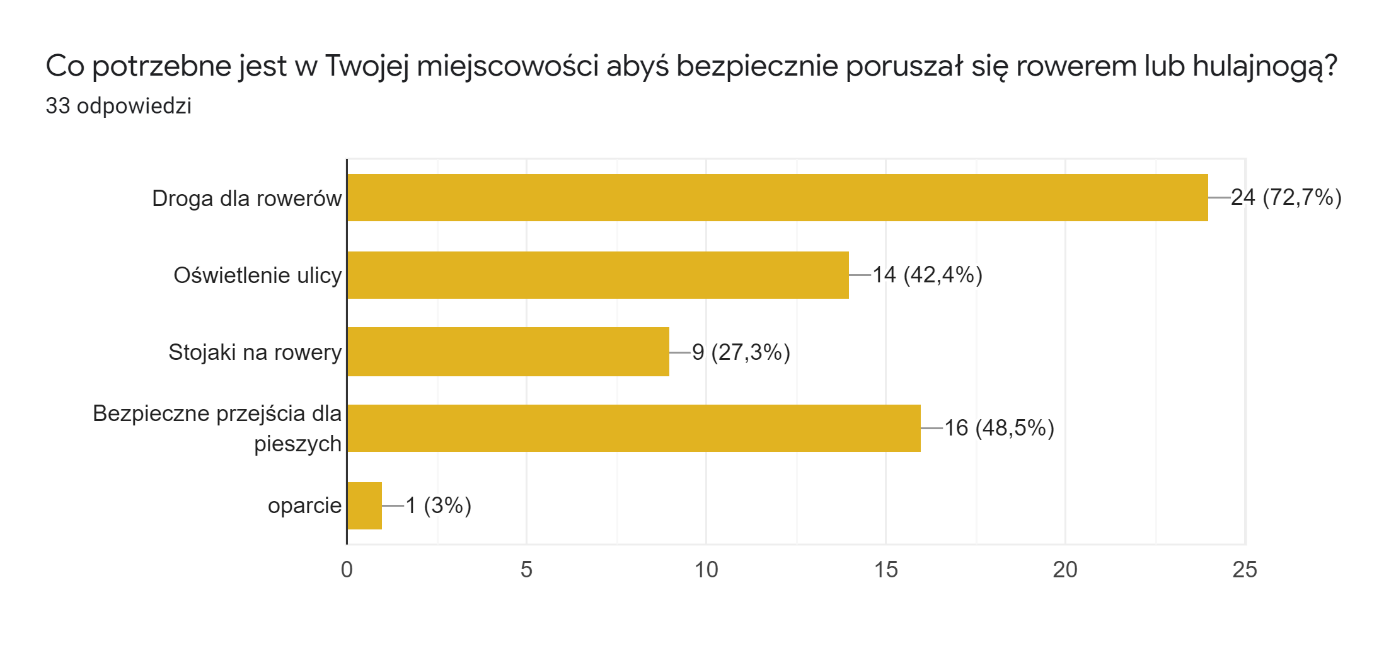 Co potrzebne jest w Twojej miejscowości abyś bezpiecznie poruszał się rowerem lub hulajnogą?
33 odpowiedzi
Droga dla rowerów
24 (72,7%)
Oświetlenie ulicy
14 (42,4%)
Stojaki na rowery
9 (27,3%)
Bezpieczne przejścia dla
pieszych
16 (48,5%)
oparcie
1 (3%)
0 5 10 15 20 25